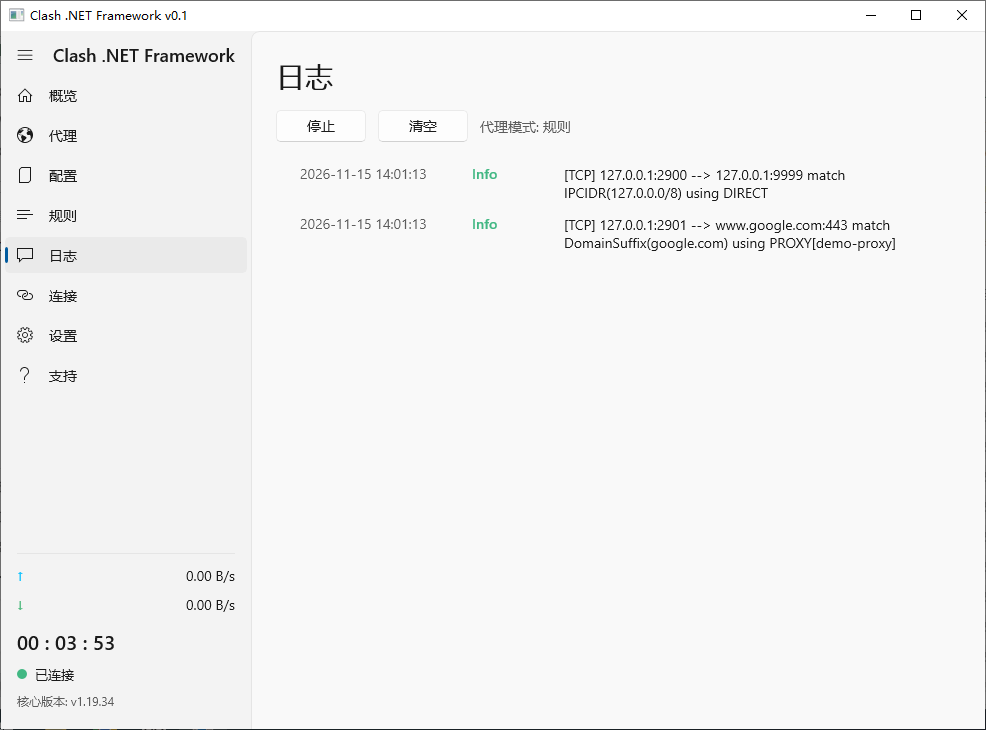 Clash .NET Framework v0.1
Clash .NET Framework
概览
代理
配置
规则
日志
连接
设置
支持
↑ 0.00 B/s
↓ 0.00 B/s
00 : 03 : 53
已连接
核心版本: v1.19.34
日志
停止 清空 代理模式: 规则
2026-11-15 14:01:13 Info [TCP] 127.0.0.1:2900 --> 127.0.0.1:9999 match
IPCIDR(127.0.0.0/8) using DIRECT
2026-11-15 14:01:13 Info [TCP] 127.0.0.1:2901 --> www.google.com:443 match
DomainSuffix(google.com) using PROXY[demo-proxy]